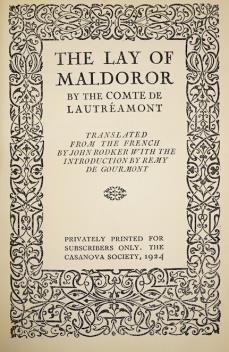 THE LAY OF
MALDOROR
BY THE COMTE DE
LAUTRÉAMONT
TRANSLATED
FROM THE FRENCH
BY JOHN RODKER WITH THE
INTRODUCTION BY REMY
DE GOURMONT
PRIVATELY PRINTED FOR
SUBSCRIBERS ONLY. THE
CASANOVA SOCIETY, 1924